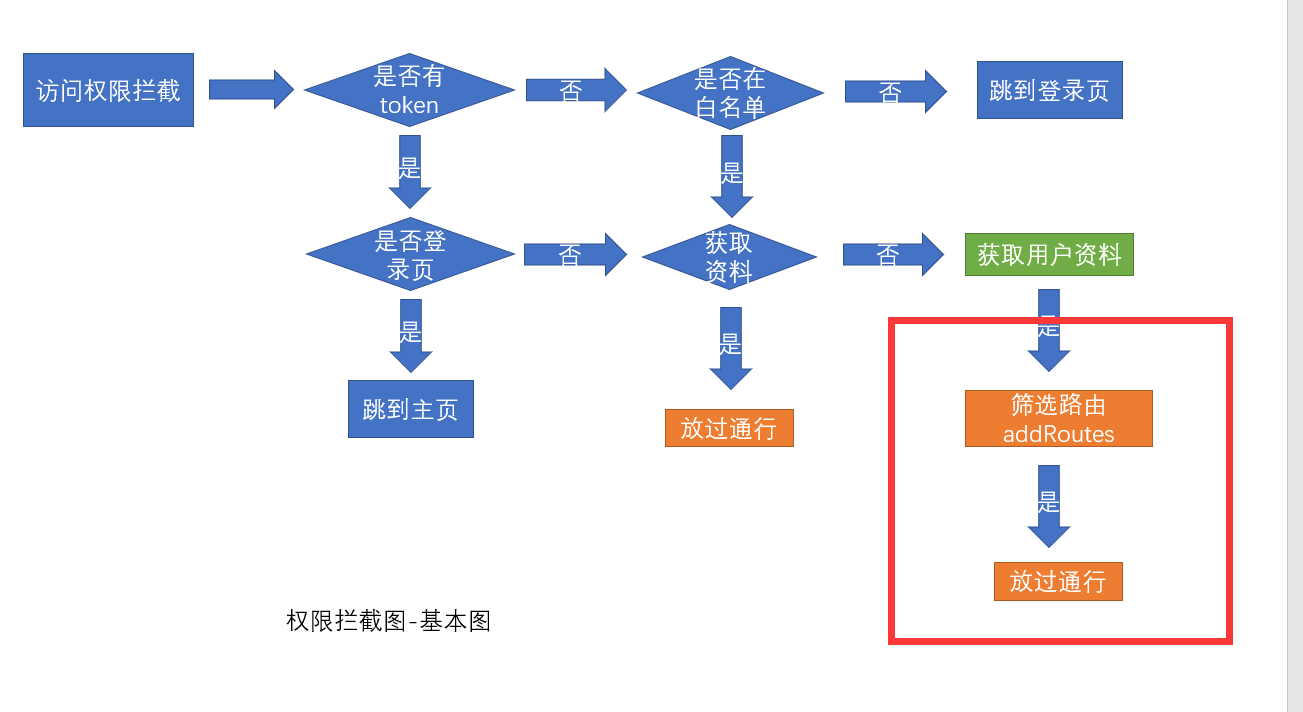 访问权限拦截
是否有
token
否
是否在
白名单
否
跳到登录页
是
是
是否登
录页
否
获取
资料
否
获取用户资料
是
是
是
跳到主页
放过通行
筛选路由
addRoutes
是
放过通行
权限拦截图-基本图